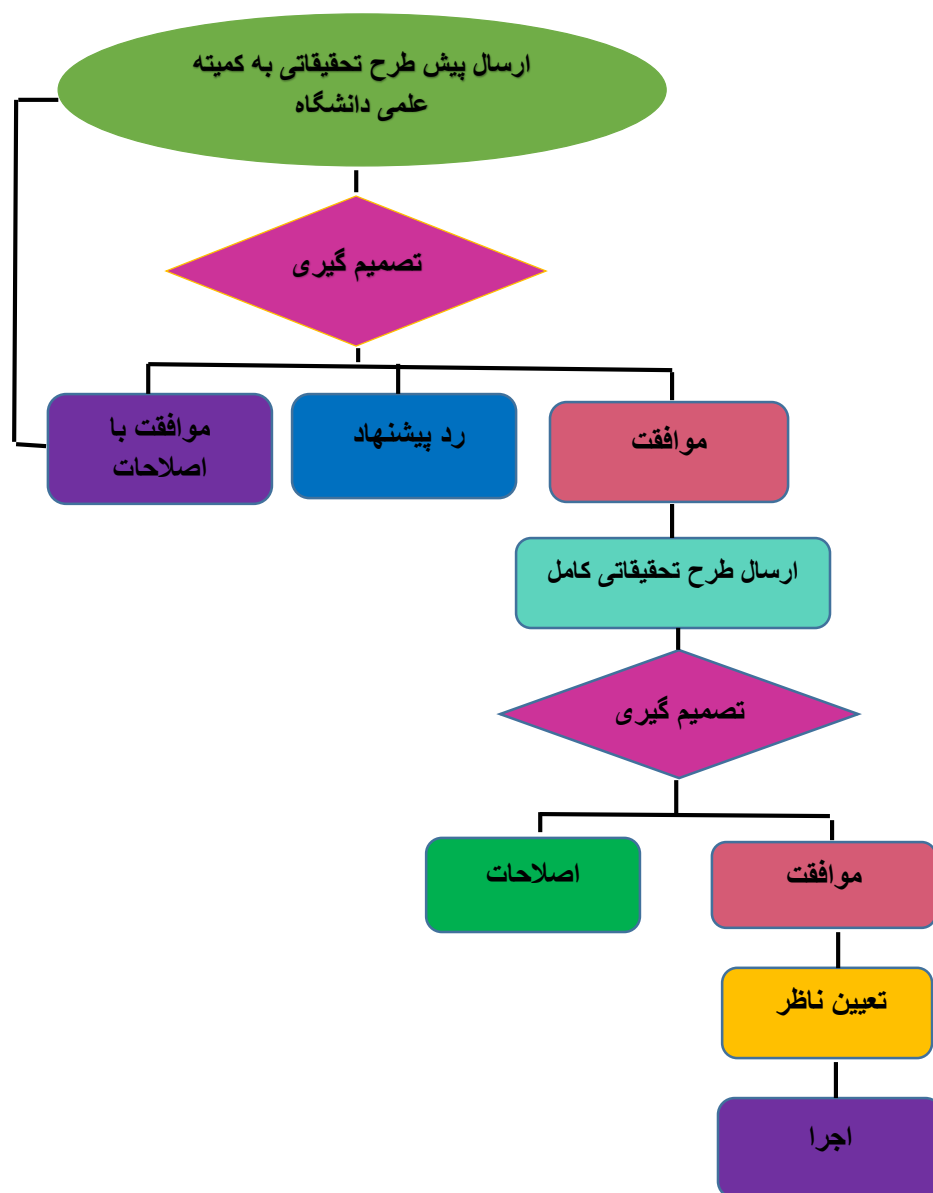 ارسال پیش طرح تحقیقاتی به کمیته
علمی دانشگاه
تصمیم گیری
موافقت
رد پیشنهاد
موافقت با
اصلاحات
ارسال طرح تحقیقاتی کامل
تصمیم گیری
موافقت
اصلاحات
تعیین ناظر
اجرا